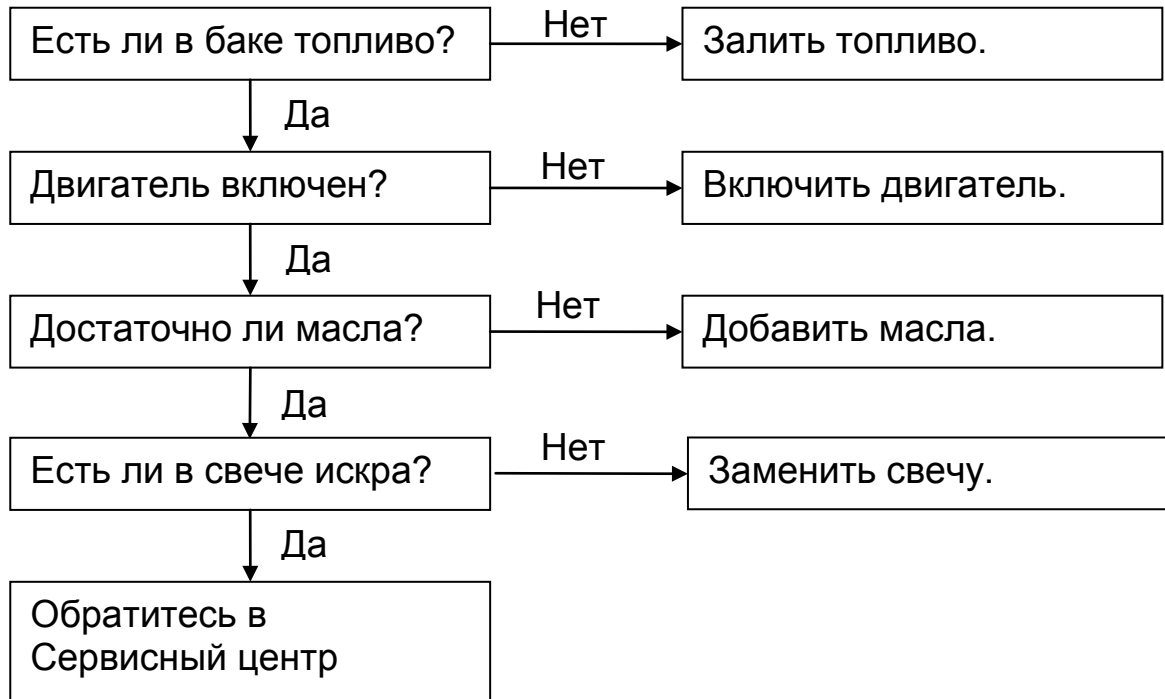 Есть ли в баке топливо?
Нет
Залить топливо.
Да
Двигатель включен?
Нет
Включить двигатель.
Да
Достаточно ли масла?
Нет
Добавить масла.
Да
Есть ли в свече искра?
Нет
Заменить свечу.
Да
Обратитесь в
Сервисный центр